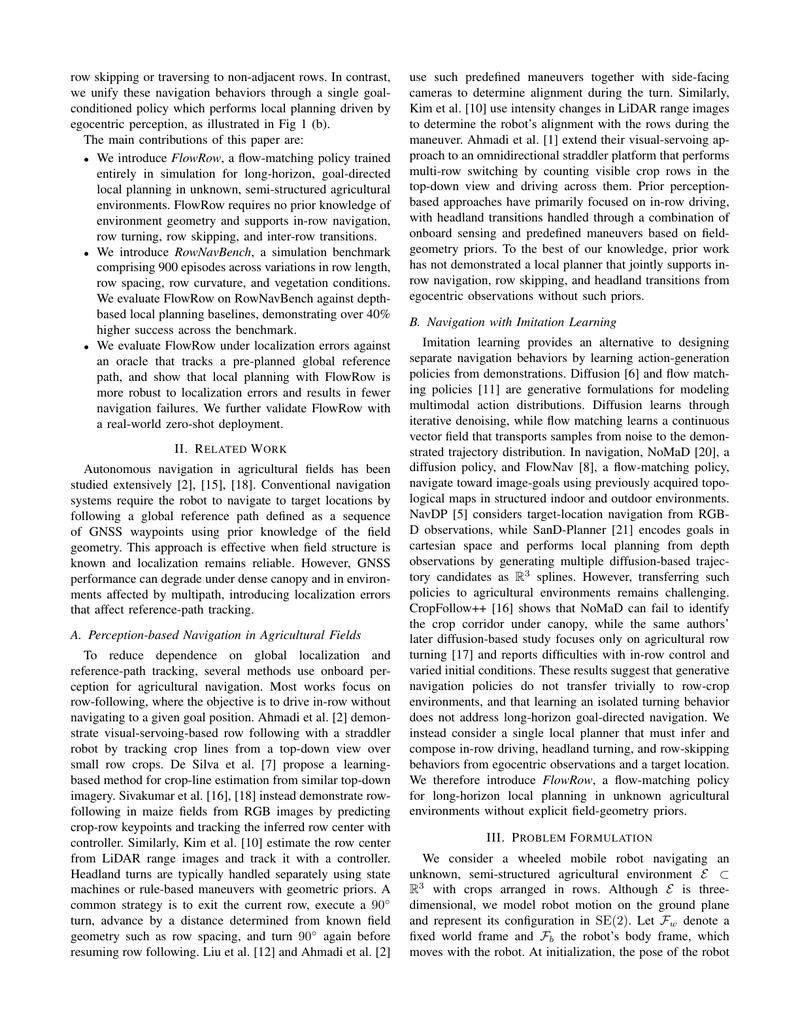 row skipping or traversing to non-adjacent rows. In contrast,
we unify these navigation behaviors through a single goal-
conditioned policy which performs local planning driven by
egocentric perception, as illustrated in Fig 1 (b).
The main contributions of this paper are:
• We introduce FlowRow, a flow-matching policy trained
entirely in simulation for long-horizon, goal-directed
local planning in unknown, semi-structured agricultural
environments. FlowRow requires no prior knowledge of
environment geometry and supports in-row navigation,
row turning, row skipping, and inter-row transitions.
• We introduce RowNavBench, a simulation benchmark
comprising 900 episodes across variations in row length,
row spacing, row curvature, and vegetation conditions.
We evaluate FlowRow on RowNavBench against depth-
based local planning baselines, demonstrating over 40%
higher success across the benchmark.
• We evaluate FlowRow under localization errors against
an oracle that tracks a pre-planned global reference
path, and show that local planning with FlowRow is
more robust to localization errors and results in fewer
navigation failures. We further validate FlowRow with
a real-world zero-shot deployment.
II. RELATED WORK
Autonomous navigation in agricultural fields has been
studied extensively [2], [15], [18]. Conventional navigation
systems require the robot to navigate to target locations by
following a global reference path defined as a sequence
of GNSS waypoints using prior knowledge of the field
geometry. This approach is effective when field structure is
known and localization remains reliable. However, GNSS
performance can degrade under dense canopy and in environ-
ments affected by multipath, introducing localization errors
that affect reference-path tracking.
A. Perception-based Navigation in Agricultural Fields
To reduce dependence on global localization and
reference-path tracking, several methods use onboard per-
ception for agricultural navigation. Most works focus on
row-following, where the objective is to drive in-row without
navigating to a given goal position. Ahmadi et al. [2] demon-
strate visual-servoing-based row following with a straddler
robot by tracking crop lines from a top-down view over
small row crops. De Silva et al. [7] propose a learning-
based method for crop-line estimation from similar top-down
imagery. Sivakumar et al. [16], [18] instead demonstrate row-
following in maize fields from RGB images by predicting
crop-row keypoints and tracking the inferred row center with
controller. Similarly, Kim et al. [10] estimate the row center
from LiDAR range images and track it with a controller.
Headland turns are typically handled separately using state
machines or rule-based maneuvers with geometric priors. A
common strategy is to exit the current row, execute a 90°
turn, advance by a distance determined from known field
geometry such as row spacing, and turn 90° again before
resuming row following. Liu et al. [12] and Ahmadi et al. [2]
use such predefined maneuvers together with side-facing
cameras to determine alignment during the turn. Similarly,
Kim et al. [10] use intensity changes in LiDAR range images
to determine the robot's alignment with the rows during the
maneuver. Ahmadi et al. [1] extend their visual-servoing ap-
proach to an omnidirectional straddler platform that performs
multi-row switching by counting visible crop rows in the
top-down view and driving across them. Prior perception-
based approaches have primarily focused on in-row driving,
with headland transitions handled through a combination of
onboard sensing and predefined maneuvers based on field-
geometry priors. To the best of our knowledge, prior work
has not demonstrated a local planner that jointly supports in-
row navigation, row skipping, and headland transitions from
egocentric observations without such priors.
B. Navigation with Imitation Learning
Imitation learning provides an alternative to designing
separate navigation behaviors by learning action-generation
policies from demonstrations. Diffusion [6] and flow match-
ing policies [11] are generative formulations for modeling
multimodal action distributions. Diffusion learns through
iterative denoising, while flow matching learns a continuous
vector field that transports samples from noise to the demon-
strated trajectory distribution. In navigation, NoMaD [20], a
diffusion policy, and FlowNav [8], a flow-matching policy,
navigate toward image-goals using previously acquired topo-
logical maps in structured indoor and outdoor environments.
NavDP [5] considers target-location navigation from RGB-
D observations, while SanD-Planner [21] encodes goals in
cartesian space and performs local planning from depth
observations by generating multiple diffusion-based trajec-
tory candidates as ℝ³ splines. However, transferring such
policies to agricultural environments remains challenging.
CropFollow++ [16] shows that NoMaD can fail to identify
the crop corridor under canopy, while the same authors'
later diffusion-based study focuses only on agricultural row
turning [17] and reports difficulties with in-row control and
varied initial conditions. These results suggest that generative
navigation policies do not transfer trivially to row-crop
environments, and that learning an isolated turning behavior
does not address long-horizon goal-directed navigation. We
instead consider a single local planner that must infer and
compose in-row driving, headland turning, and row-skipping
behaviors from egocentric observations and a target location.
We therefore introduce FlowRow, a flow-matching policy
for long-horizon local planning in unknown agricultural
environments without explicit field-geometry priors.
III. PROBLEM FORMULATION
We consider a wheeled mobile robot navigating an
unknown, semi-structured agricultural environment ℰ ⊂
ℝ³ with crops arranged in rows. Although ℰ is three-
dimensional, we model robot motion on the ground plane
and represent its configuration in SE(2). Let ℱ_w denote a
fixed world frame and ℱ_b the robot's body frame, which
moves with the robot. At initialization, the pose of the robot